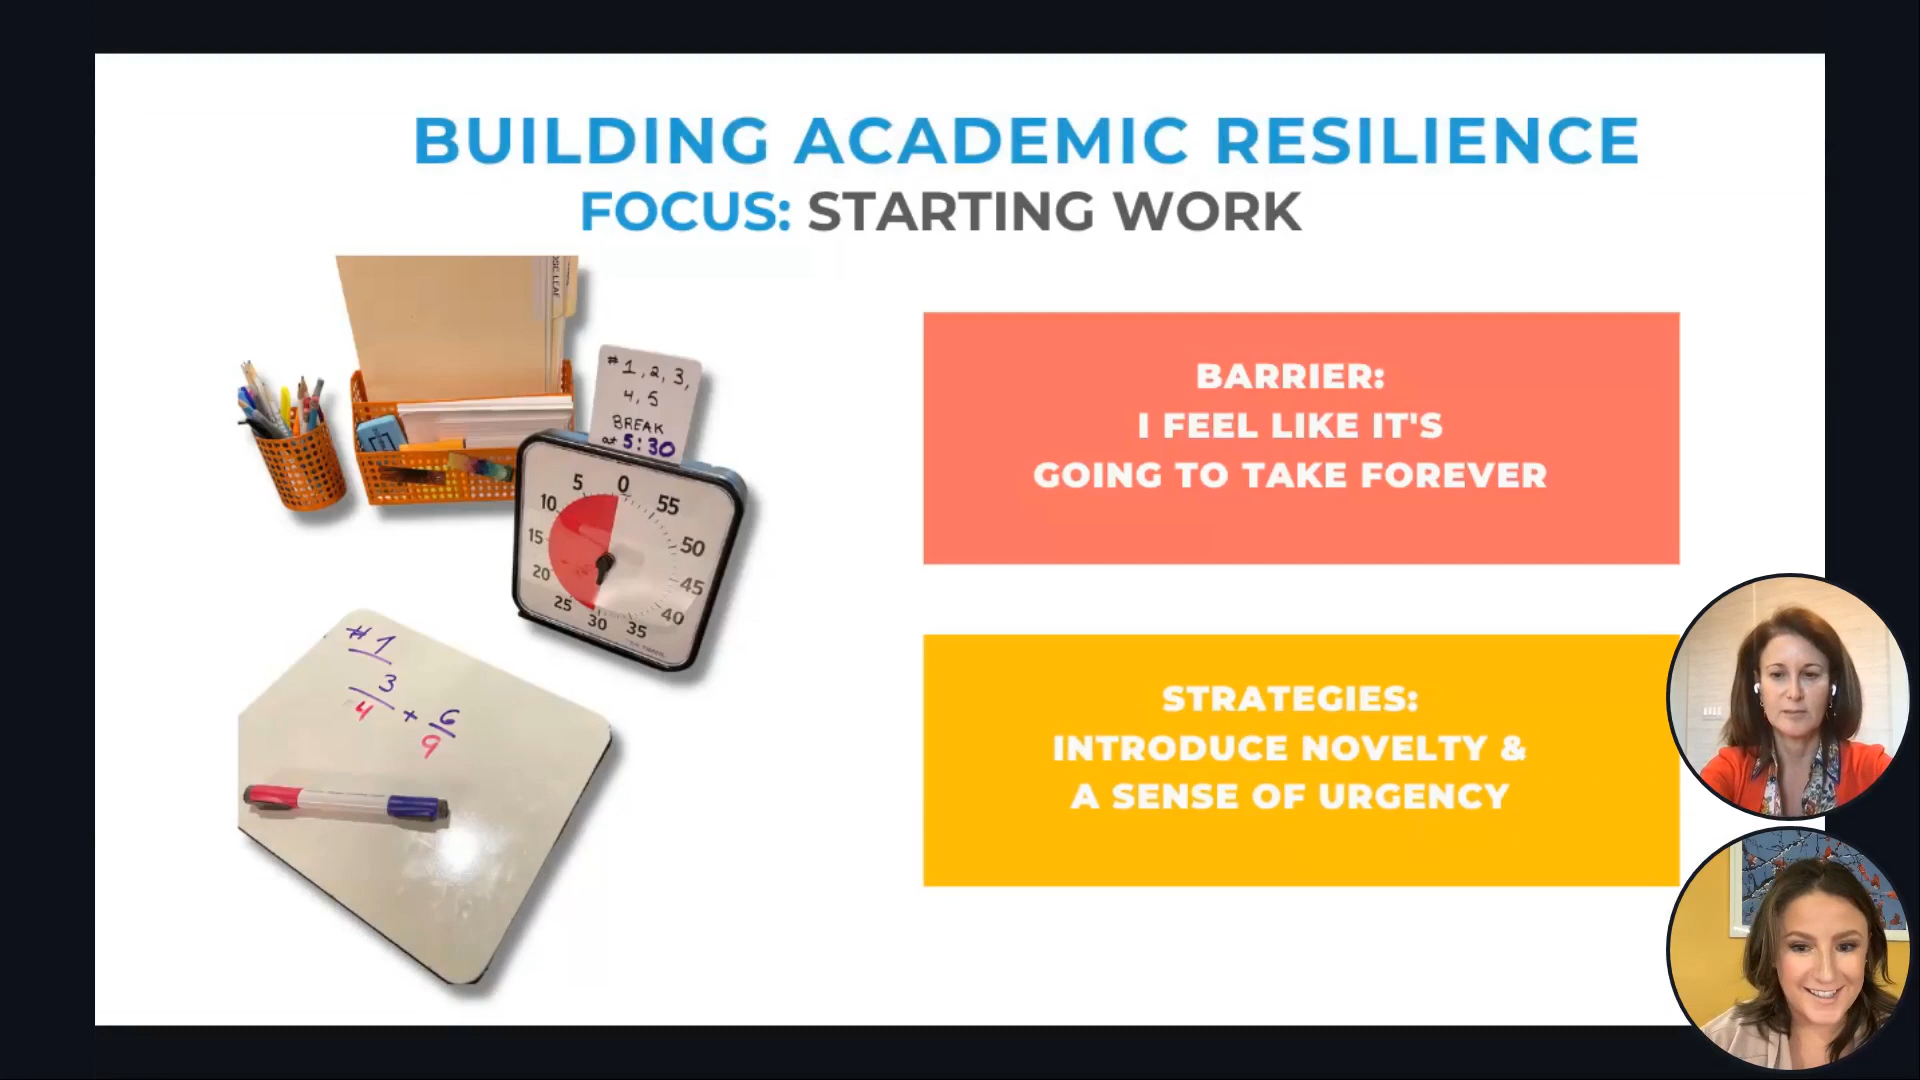 BUILDING ACADEMIC RESILIENCE
FOCUS: STARTING WORK
#1, 2, 3,
4, 5
BREAK
at 5:30
0
55
50
45
40
35
30
25
20
15
10
5
#1
3
4
+
6
9
BARRIER:
I FEEL LIKE IT'S
GOING TO TAKE FOREVER
STRATEGIES:
INTRODUCE NOVELTY &
A SENSE OF URGENCY